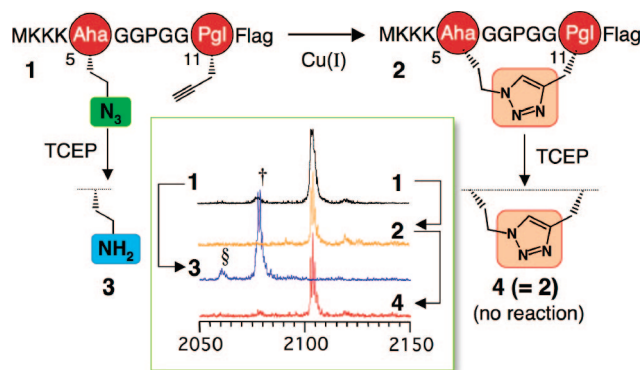 MKKK Aha GGPGG Pgl Flag
5 11
1
Cu(I)
MKKK Aha GGPGG Pgl Flag
5 11
2
N3
N N N
TCEP
TCEP
NH2
3
N N N
4 (= 2)
(no reaction)
†
1 1
2
§
3
4
2050 2100 2150